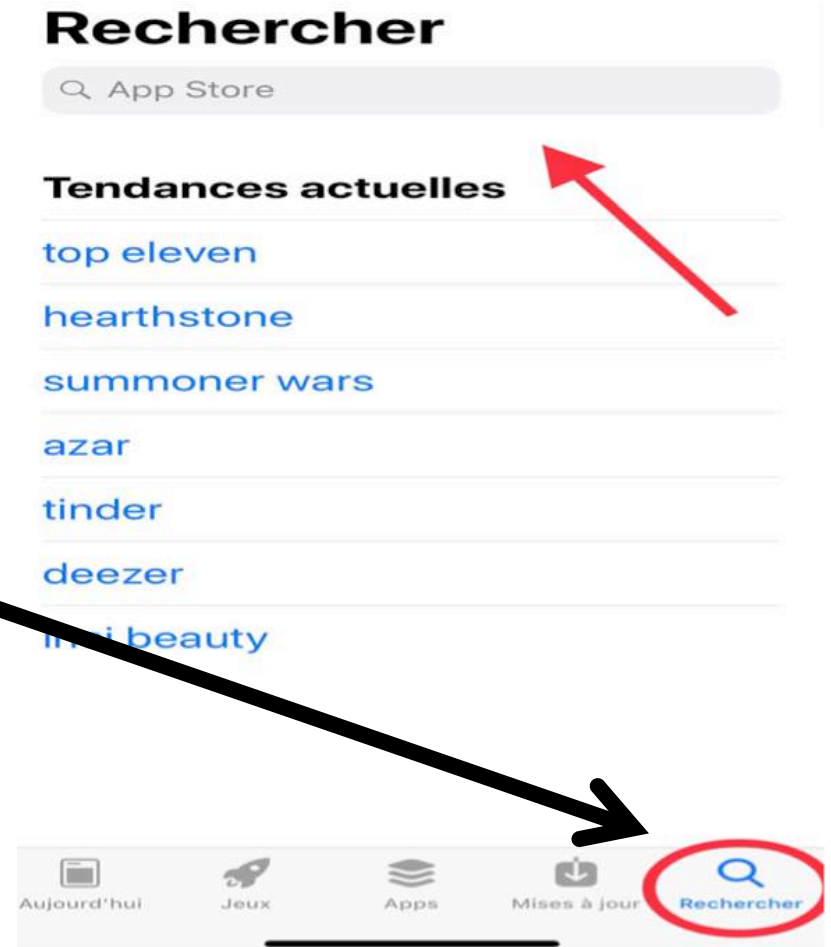 Rechercher
App Store
Tendances actuelles
top eleven
hearthstone
summoner wars
azar
tinder
deezer
beauty
Aujourd'hui
Jeux
Apps
Mises à jour
Rechercher